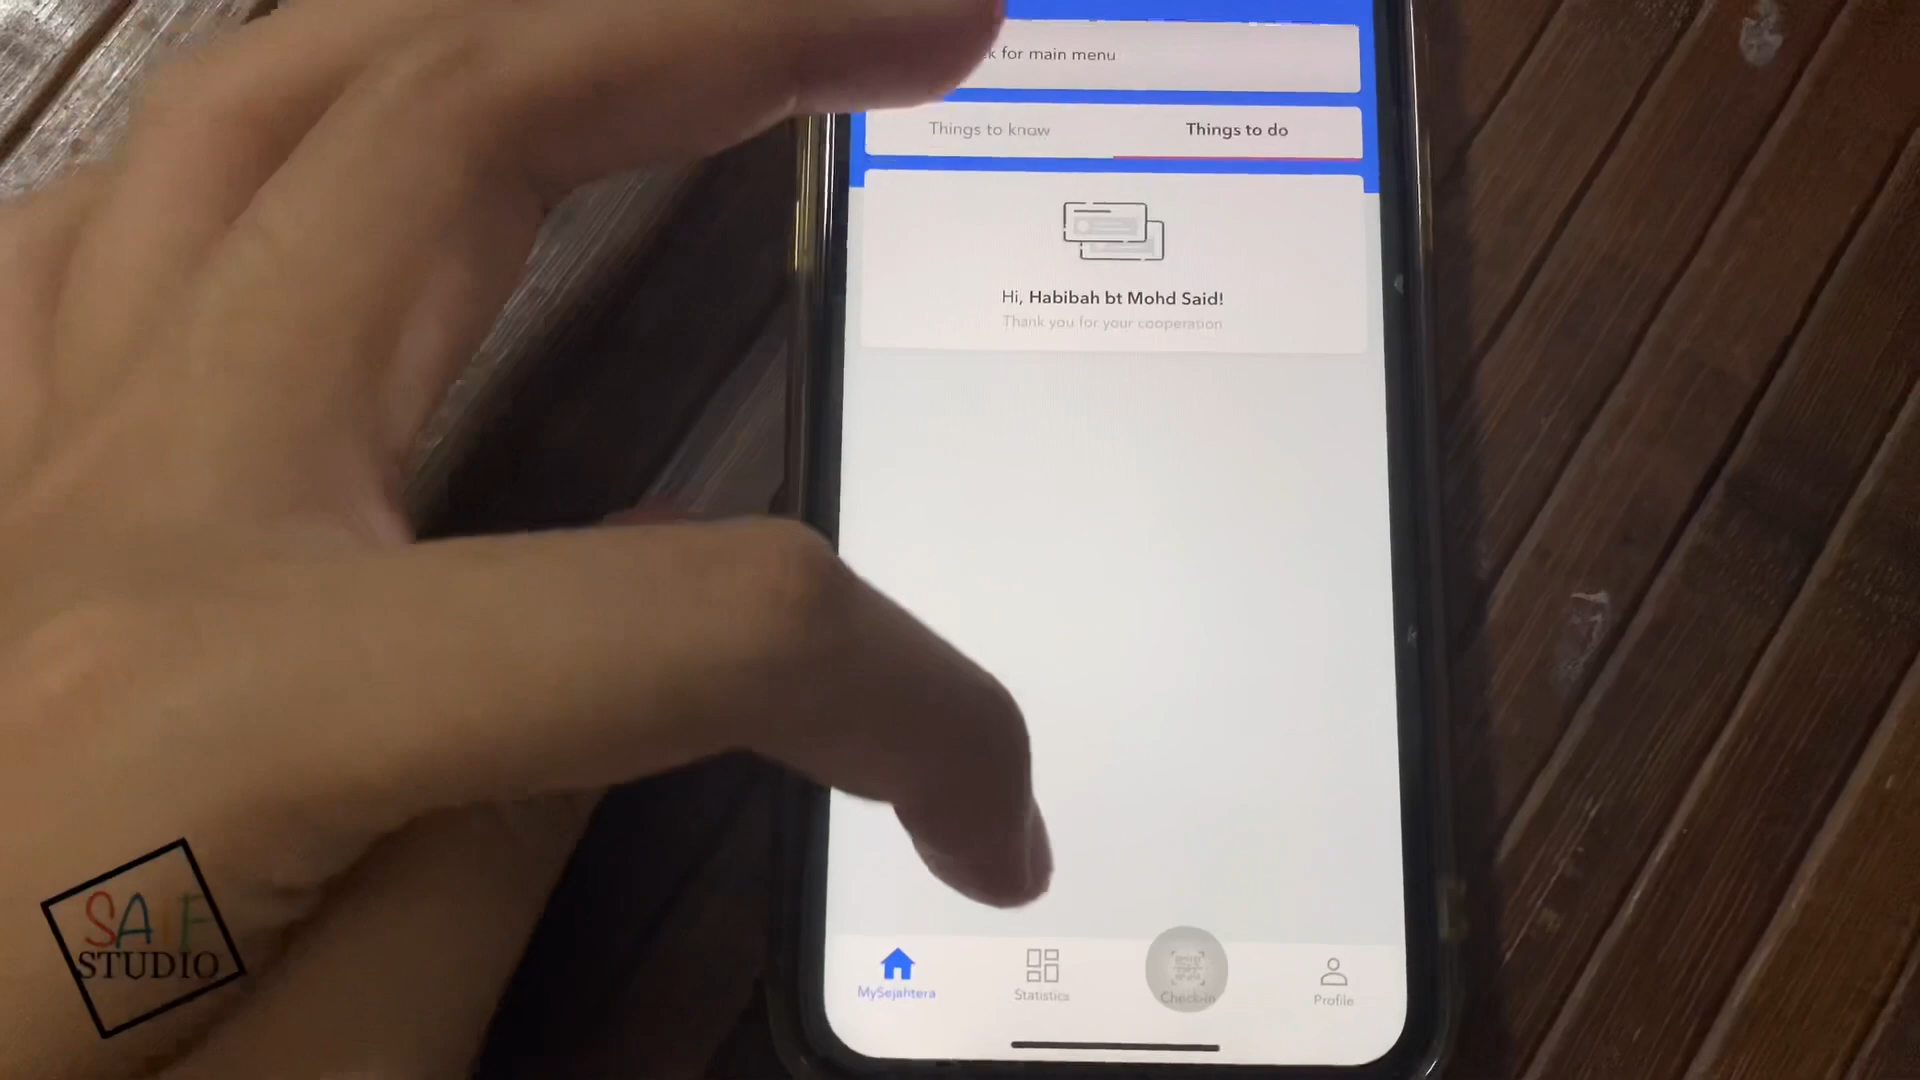 for main menu
Things to know
Things to do
Hi, Habibah bt Mohd Said!
Thank you for your cooperation
MySejahtera
Statistics
Check-in
Profile
SAIF
STUDIO